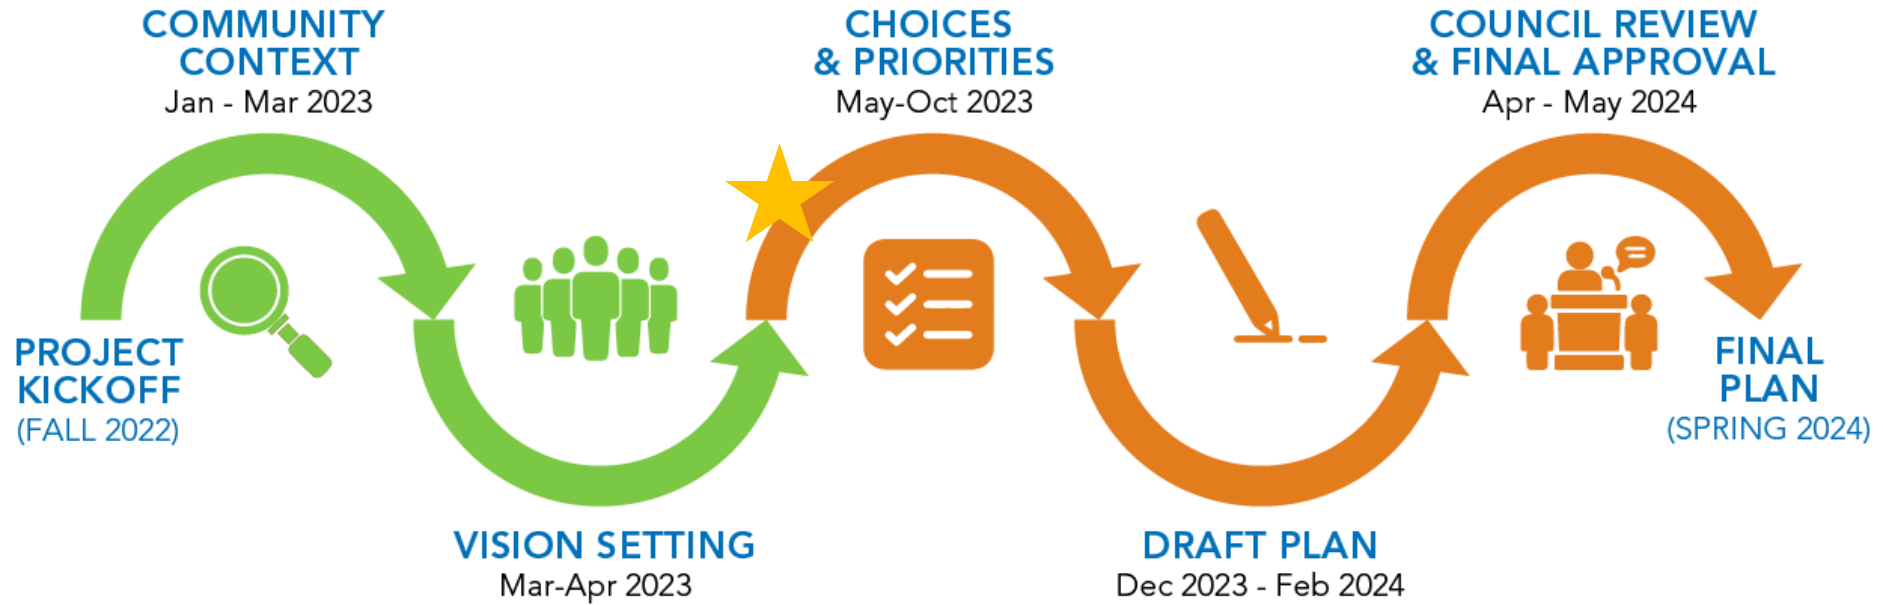 COMMUNITY
CONTEXT
Jan - Mar 2023
CHOICES
& PRIORITIES
May-Oct 2023
COUNCIL REVIEW
& FINAL APPROVAL
Apr - May 2024
PROJECT
KICKOFF
(FALL 2022)
FINAL
PLAN
(SPRING 2024)
VISION SETTING
Mar-Apr 2023
DRAFT PLAN
Dec 2023 - Feb 2024